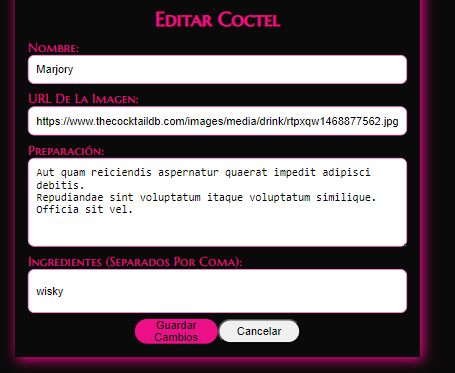 Editar Coctel
Nombre:
Marjory
URL De La Imagen:
https://www.thecocktaildb.com/images/media/drink/rtpxqw1468877562.jpg
Preparación:
Aut quam reiciendis aspernatur quaerat impedit adipisci
debitis.
Repudiandae sint voluptatum itaque voluptatum similique.
Officia sit vel.
Ingredientes (Separados Por Coma):
wisky
Guardar
Cambios
Cancelar